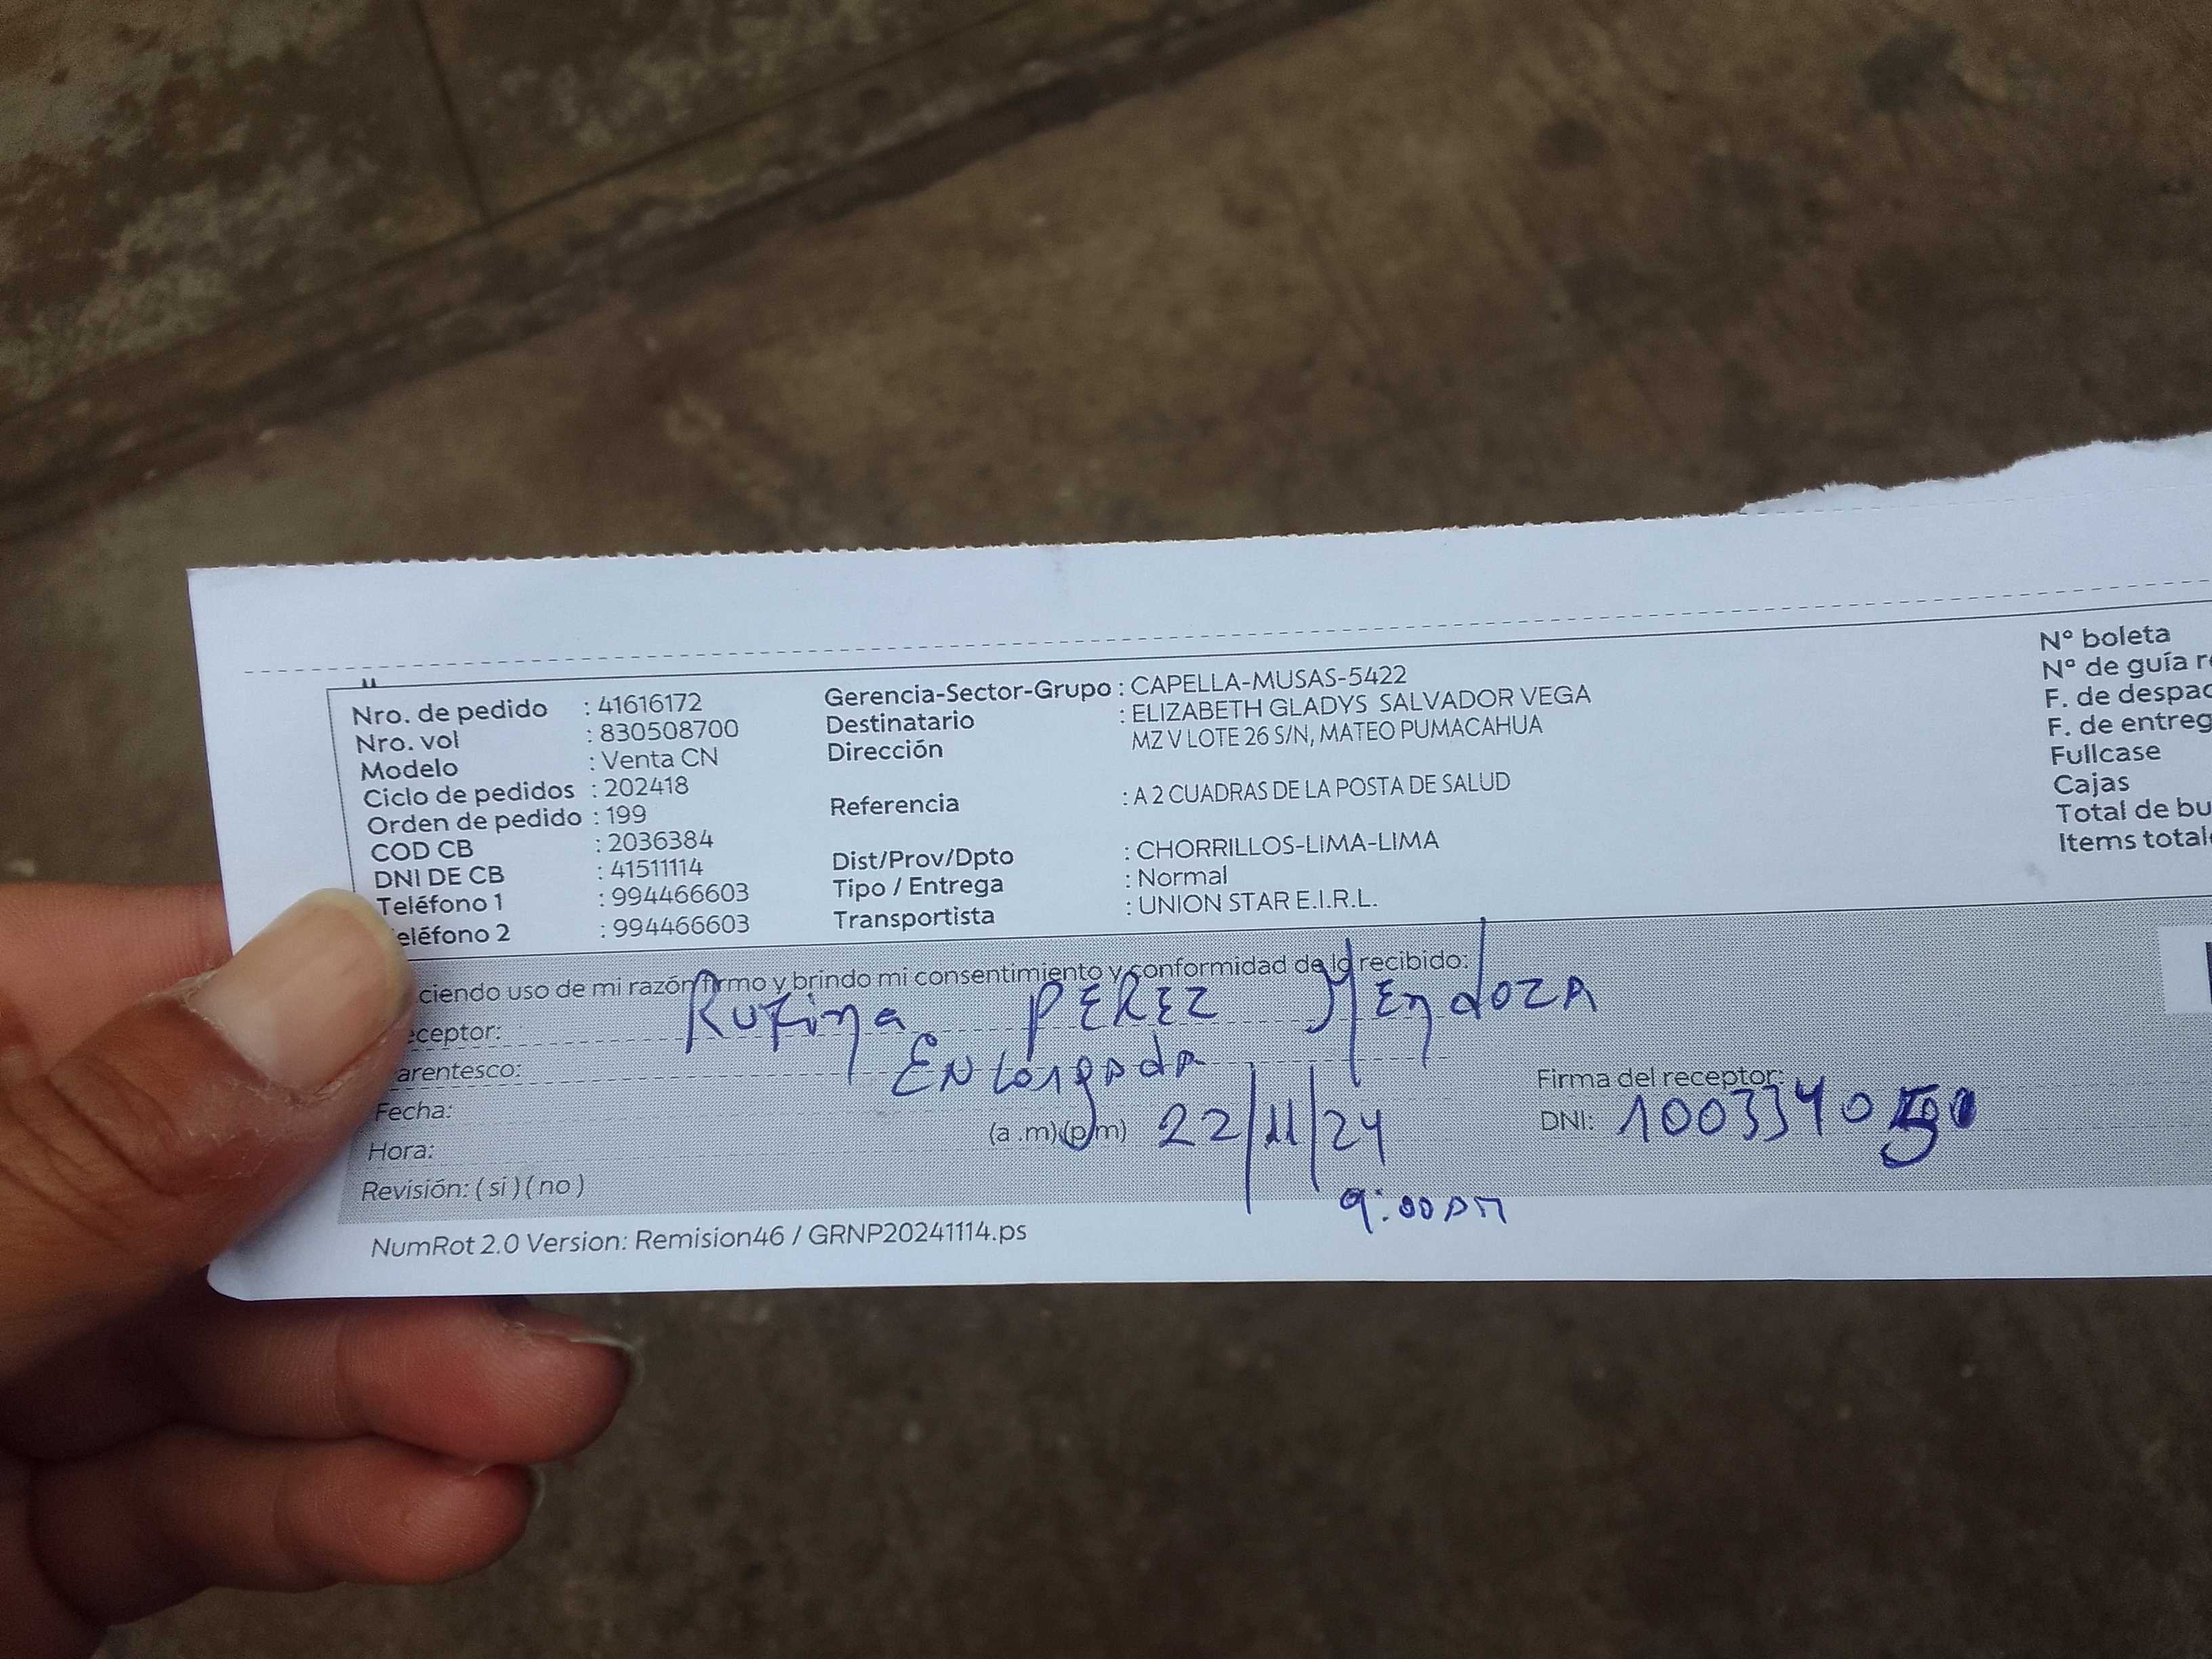 Nro. de pedido : 41616172
Nro. vol : 830508700
Modelo : Venta CN
Ciclo de pedidos : 202418
Orden de pedido : 199
COD CB : 2036384
DNI DE CB : 41511114
Teléfono 1 : 994466603
eléfono 2 : 994466603
Gerencia-Sector-Grupo : CAPELLA-MUSAS-5422
Destinatario : ELIZABETH GLADYS SALVADOR VEGA
Dirección MZ V LOTE 26 S/N, MATEO PUMACAHUA
Referencia : A 2 CUADRAS DE LA POSTA DE SALUD
Dist/Prov/Dpto : CHORRILLOS-LIMA-LIMA
Tipo / Entrega : Normal
Transportista : UNION STAR E.I.R.L.
Nº boleta
Nº de guía r
F. de despac
F. de entreg
Fullcase
Cajas
Total de bu
Items total
ciendo uso de mi razón firmo y brindo mi consentimiento y conformidad de lo recibido:
eceptor: Rufina PEREZ MEndozA
arentesco: ENcargada
Fecha: 22/11/24
Hora: (a .m) (p.m) 9:00
Revisión: ( si ) ( no )
Firma del receptor:
DNI: 10033340
NumRot 2.0 Version: Remision46 / GRNP20241114.ps